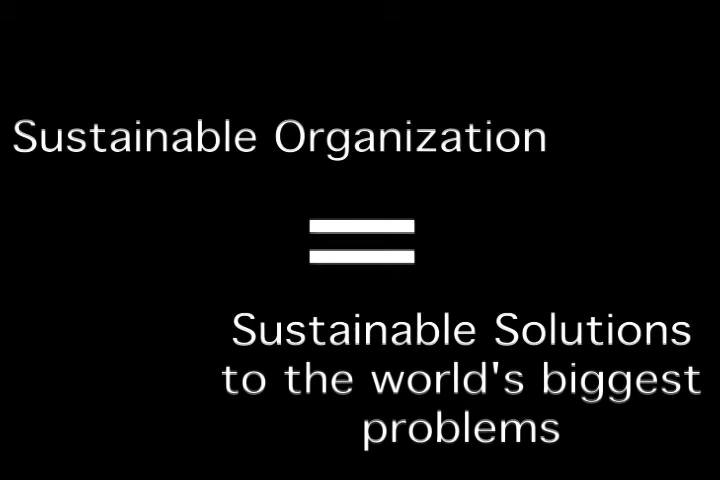 Sustainable Organization
=
Sustainable Solutions
to the world's biggest
problems